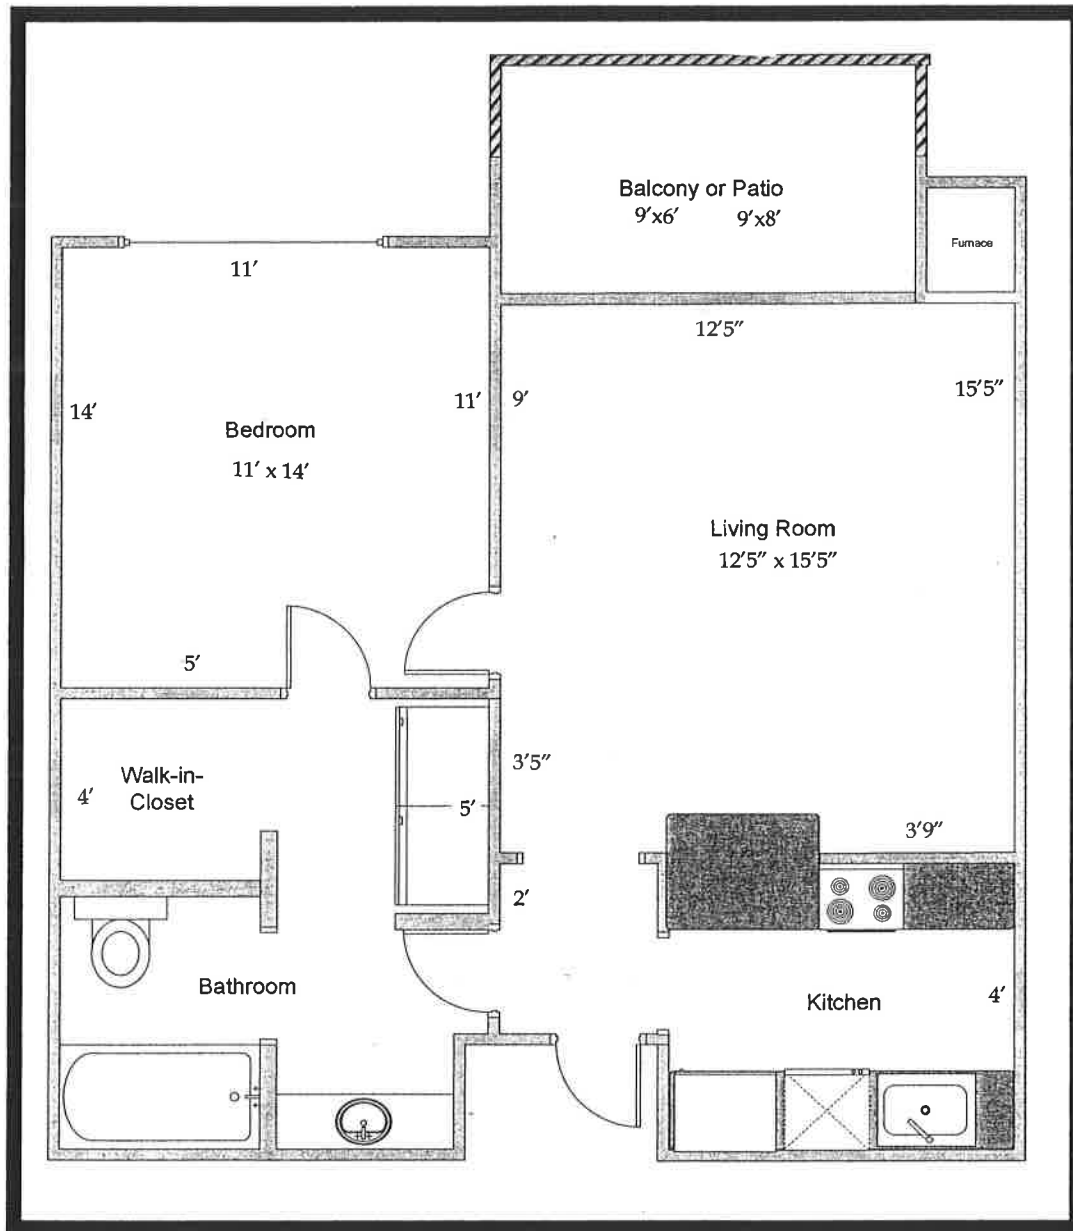 Balcony or Patio
9'x6' 9'x8'
Furnace
11'
12'5"
14'
11'
9'
15'5"
Bedroom
11' x 14'
Living Room
12'5" x 15'5"
5'
3'5"
Walk-in-
Closet
4'
5'
3'9"
2'
Bathroom
Kitchen
4'